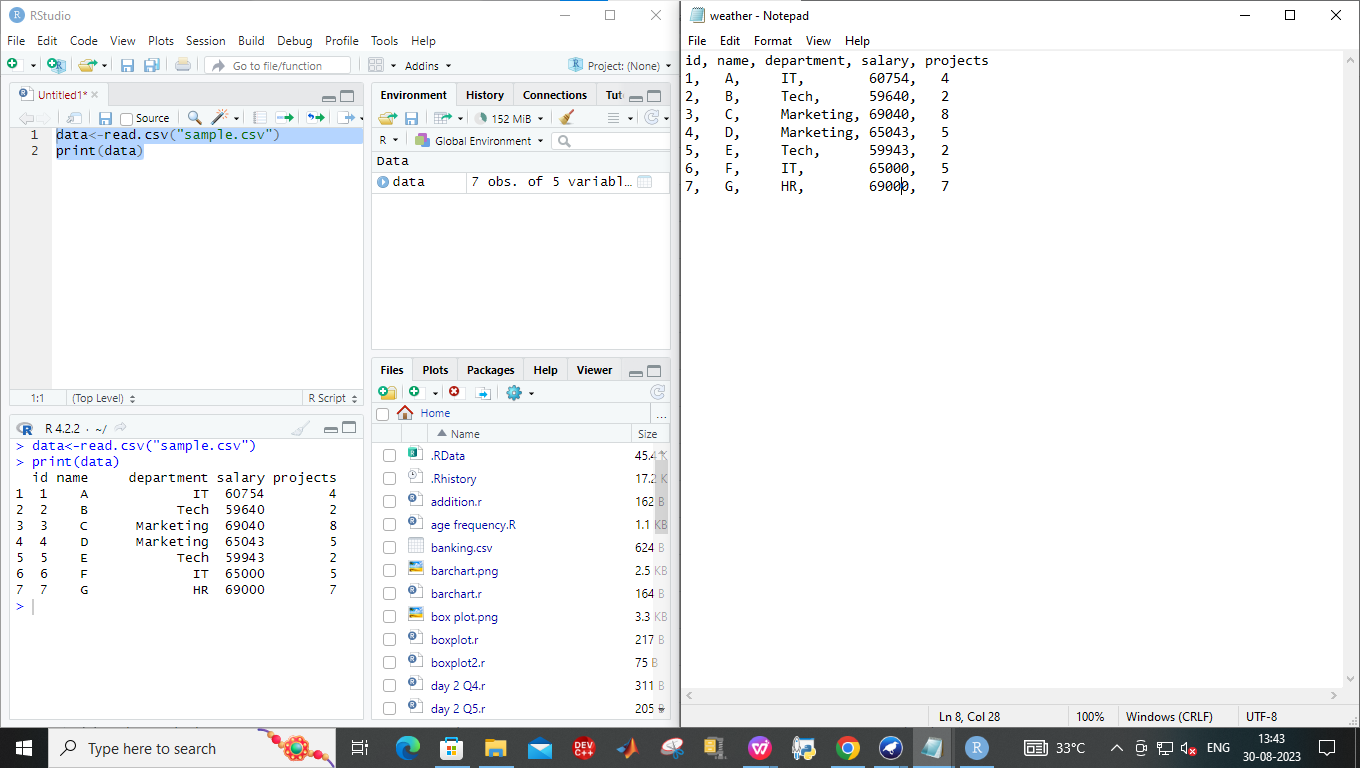 RStudio
File Edit Code View Plots Session Build Debug Profile Tools Help
Go to file/function Addins Project: (None)
Untitled1*
Source
1 data<-read.csv("sample.csv")
2 print(data)
1:1 (Top Level) R Script
R 4.2.2 · ~/
> data<-read.csv("sample.csv")
> print(data)
id name department salary projects
1 1 A IT 60754 4
2 2 B Tech 59640 2
3 3 C Marketing 69040 8
4 4 D Marketing 65043 5
5 5 E Tech 59943 2
6 6 F IT 65000 5
7 7 G HR 69000 7
>
Environment History Connections Tut
152 MiB
R Global Environment
Data
data 7 obs. of 5 variabl…
Files Plots Packages Help Viewer
Home ...
Name Size
.RData 45.4 K
.Rhistory 17.2 K
addition.r 162 B
age frequency.R 1.1 KB
banking.csv 624 B
barchart.png 2.5 KB
barchart.r 164 B
box plot.png 3.3 KB
boxplot.r 217 B
boxplot2.r 75 B
day 2 Q4.r 311 B
day 2 Q5.r 205 B
weather - Notepad
File Edit Format View Help
id, name, department, salary, projects
1, A, IT, 60754, 4
2, B, Tech, 59640, 2
3, C, Marketing, 69040, 8
4, D, Marketing, 65043, 5
5, E, Tech, 59943, 2
6, F, IT, 65000, 5
7, G, HR, 69000, 7
Ln 8, Col 28 100% Windows (CRLF) UTF-8
Type here to search
DEV C++
33°C ENG
13:43
30-08-2023